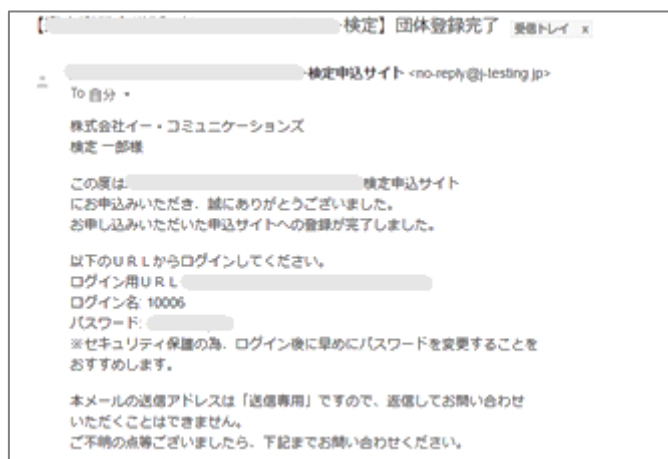 【 検定】団体登録完了 受信トレイ x
検定申込サイト <no-reply@j-testing.jp>
To 自分
株式会社イー・コミュニケーションズ
検定 一郎様
この度は 検定申込サイト
にお申込みいただき、誠にありがとうございました。
お申し込みいただいた申込サイトへの登録が完了しました。
以下のURLからログインしてください。
ログイン用URL
ログイン名: 10006
パスワード:
※セキュリティ保護の為、ログイン後に早めにパスワードを変更することを
おすすめします。
本メールの送信アドレスは「送信専用」ですので、返信してお問い合わせ
いただくことはできません。
ご不明の点等ございましたら、下記までお問い合わせください。